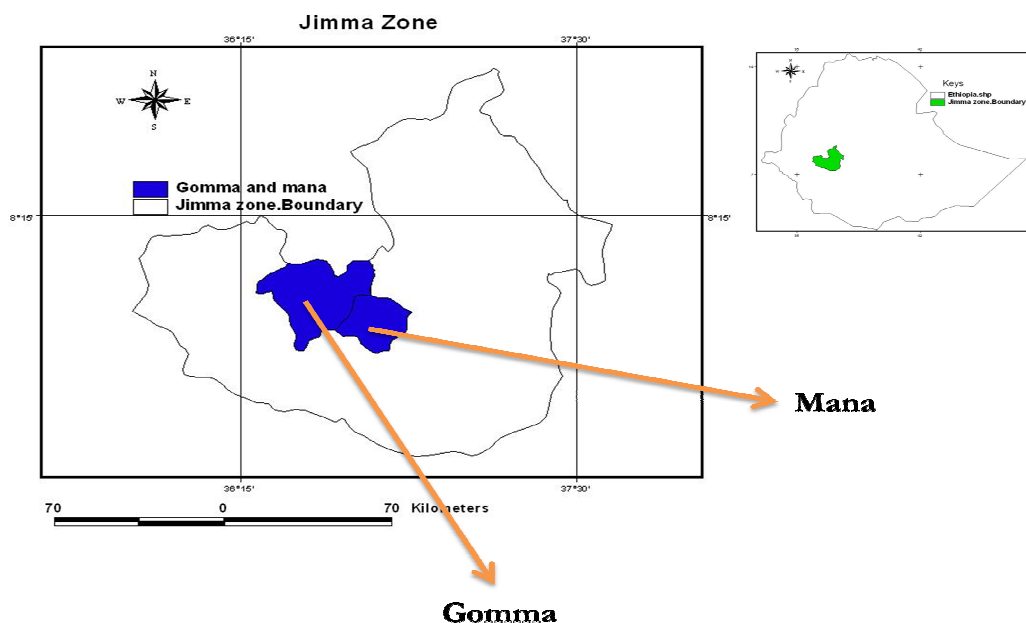 Jimma Zone
36°15'
37°30'
N
W
E
S
Gomma and mana
Jimma zone.Boundary
8°15'
8°15'
36°15'
37°30'
70
0
70
Kilometers
Keys
Ethiopia.shp
Jimma zone.Boundary
Mana
Gomma